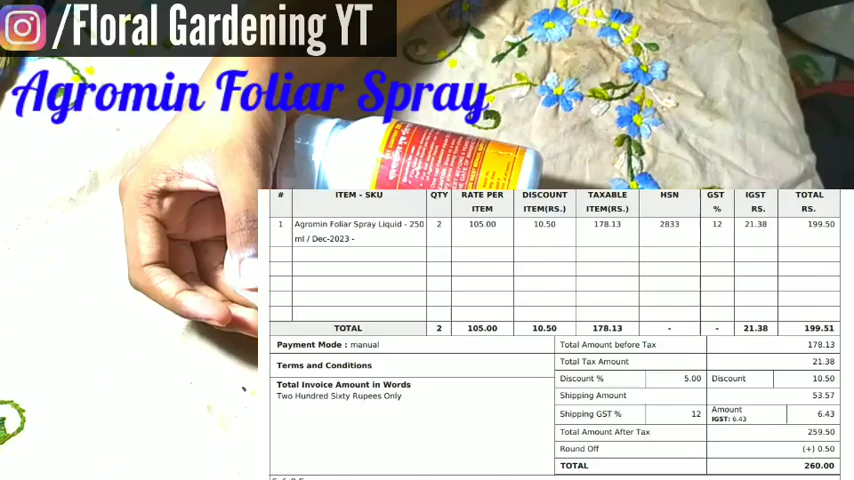 /Floral Gardening YT
Agromin Foliar Spray
# ITEM - SKU QTY RATE PER ITEM DISCOUNT ITEM(RS.) TAXABLE ITEM(RS.) HSN GST % IGST RS. TOTAL RS.
1 Agromin Foliar Spray Liquid - 250 ml / Dec-2023 - 2 105.00 10.50 178.13 2833 12 21.38 199.50
TOTAL 2 105.00 10.50 178.13 - - 21.38 199.51
Payment Mode : manual
Terms and Conditions
Total Invoice Amount in Words
Two Hundred Sixty Rupees Only
Total Amount before Tax 178.13
Total Tax Amount 21.38
Discount % 5.00 Discount 10.50
Shipping Amount 53.57
Shipping GST % 12 Amount IGST: 6.43 6.43
Total Amount After Tax 259.50
Round Off (+) 0.50
TOTAL 260.00